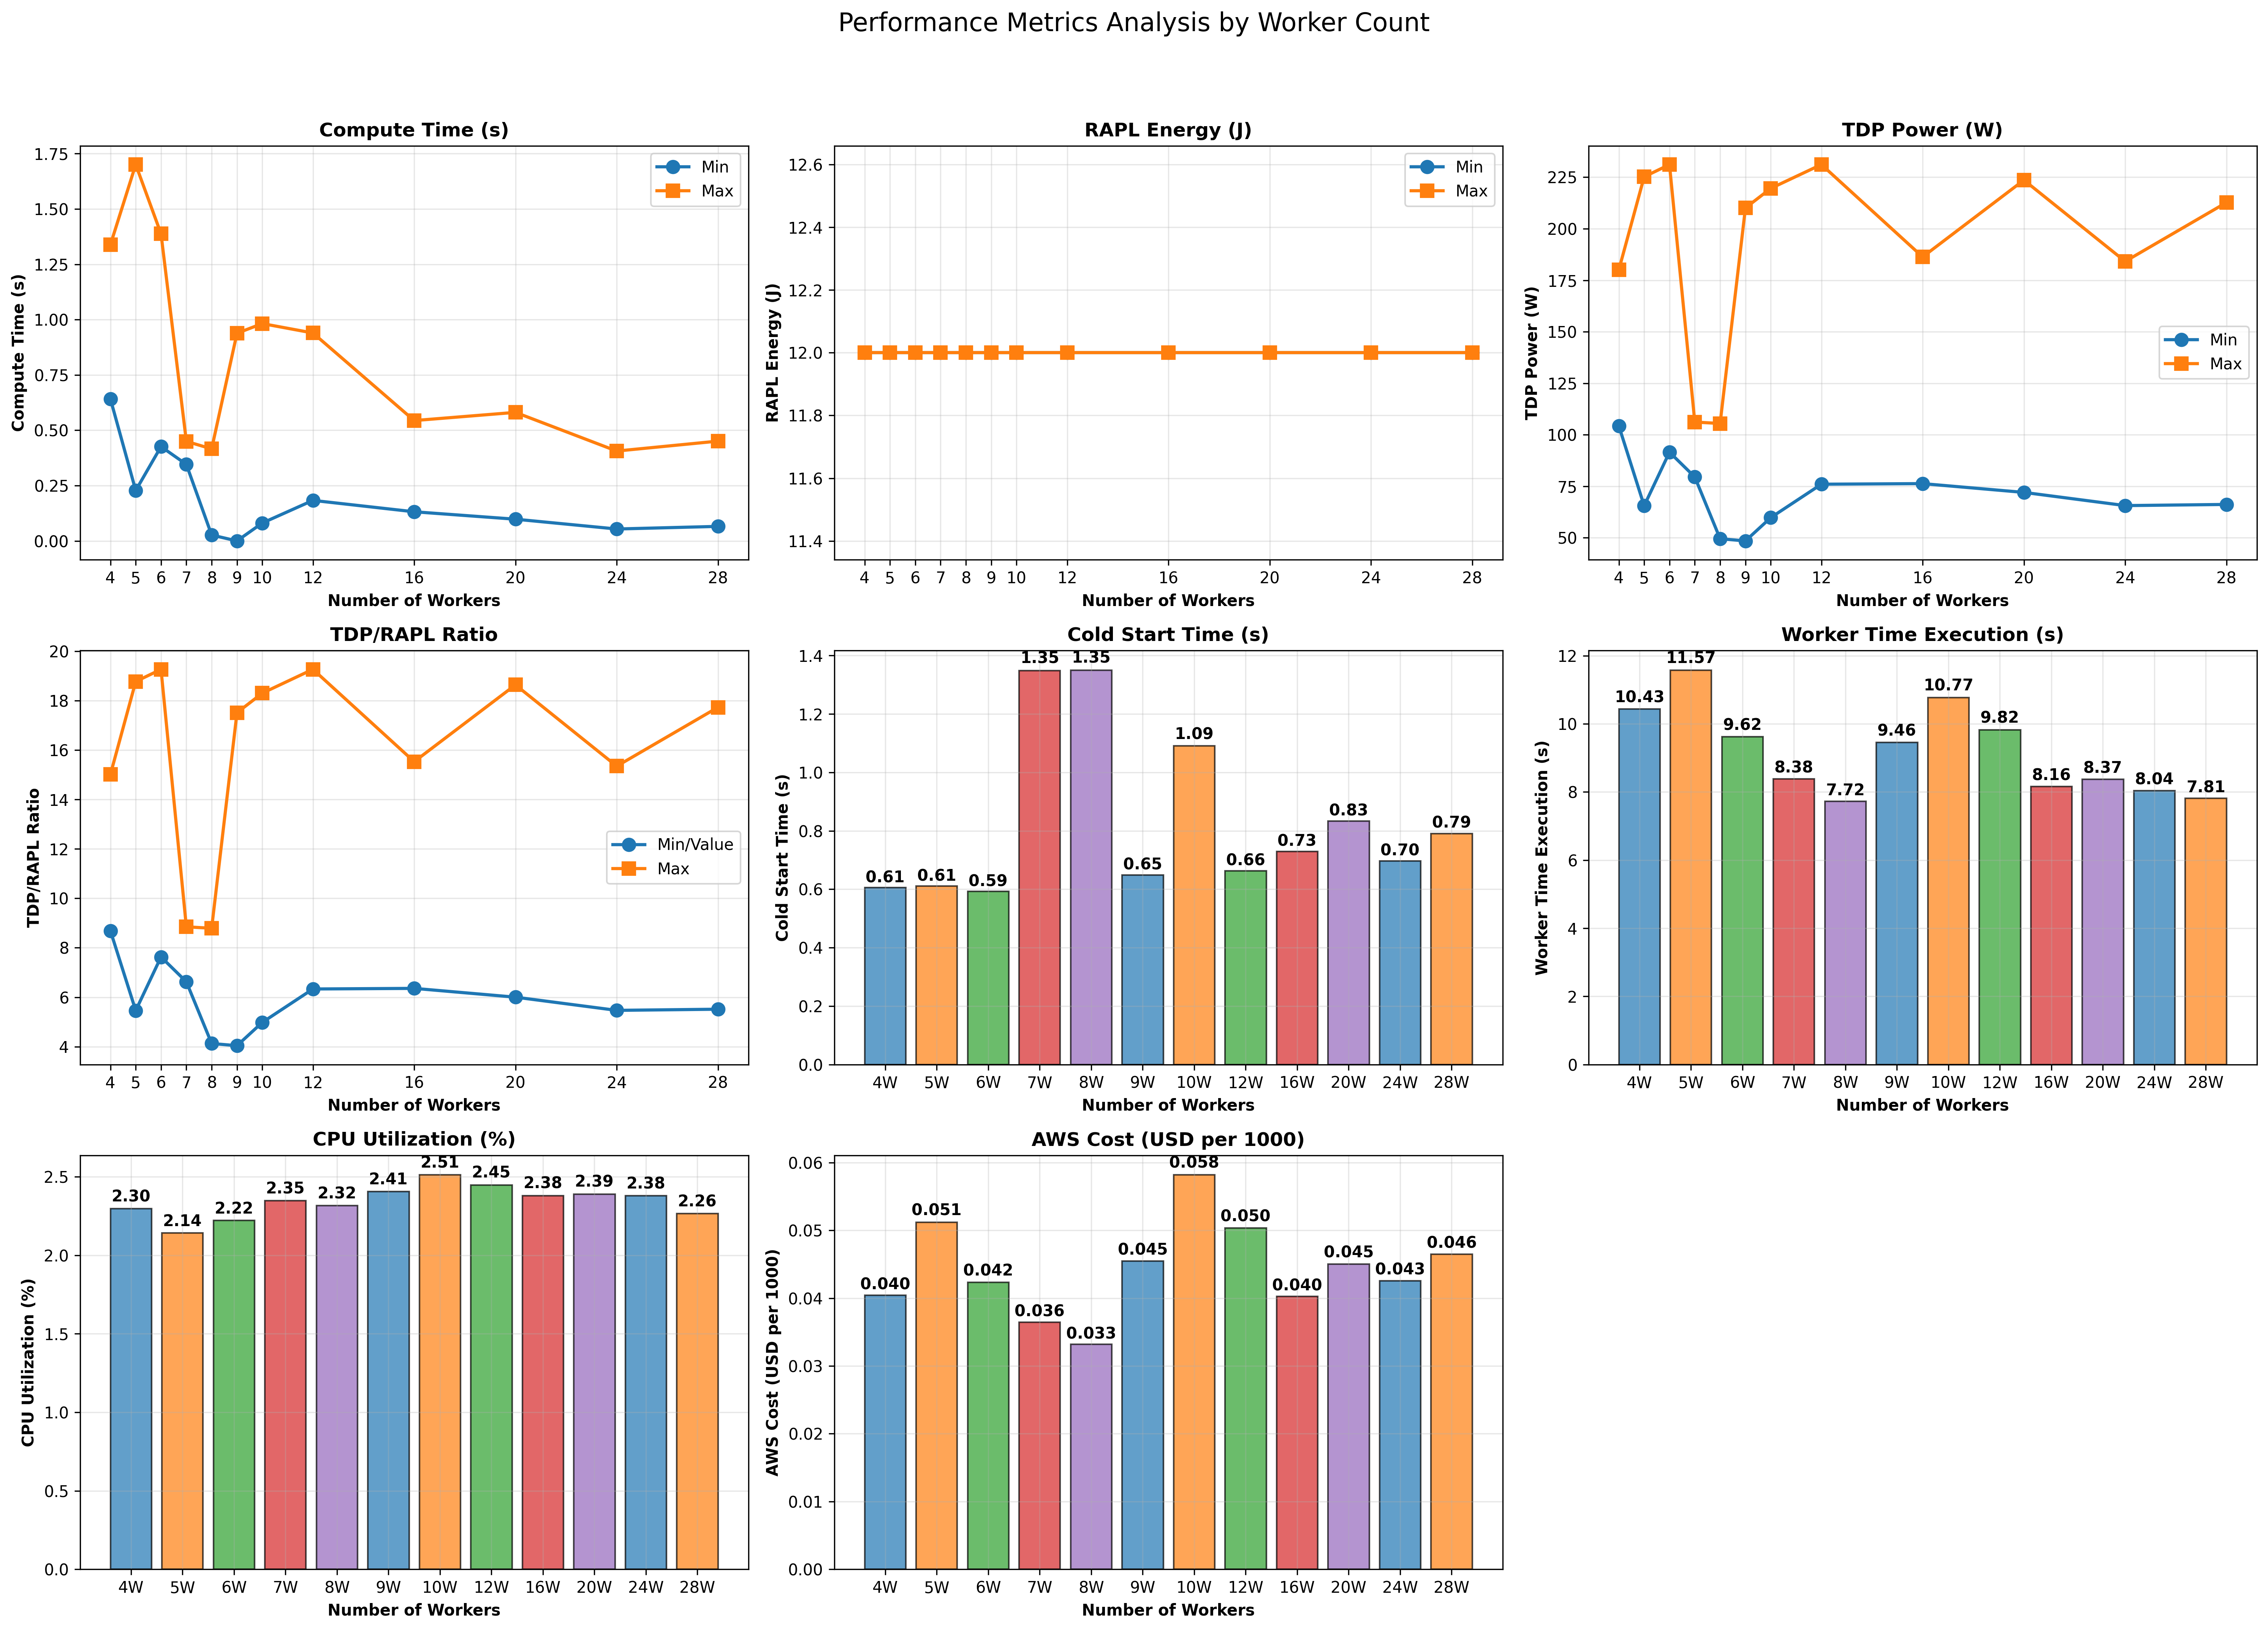 Performance Metrics Analysis by Worker Count
Compute Time (s)
Compute Time (s)
1.75
1.50
1.25
1.00
0.75
0.50
0.25
0.00
Min
Max
4 5 6 7 8 9 10 12 16 20 24 28
Number of Workers
RAPL Energy (J)
RAPL Energy (J)
12.6
12.4
12.2
12.0
11.8
11.6
11.4
Min
Max
4 5 6 7 8 9 10 12 16 20 24 28
Number of Workers
TDP Power (W)
TDP Power (W)
225
200
175
150
125
100
75
50
Min
Max
4 5 6 7 8 9 10 12 16 20 24 28
Number of Workers
TDP/RAPL Ratio
TDP/RAPL Ratio
20
18
16
14
12
10
8
6
4
Min/Value
Max
4 5 6 7 8 9 10 12 16 20 24 28
Number of Workers
Cold Start Time (s)
Cold Start Time (s)
1.4
1.2
1.0
0.8
0.6
0.4
0.2
0.0
0.61 0.61 0.59 1.35 1.35 0.65 1.09 0.66 0.73 0.83 0.70 0.79
4W 5W 6W 7W 8W 9W 10W 12W 16W 20W 24W 28W
Number of Workers
Worker Time Execution (s)
Worker Time Execution (s)
12
10
8
6
4
2
0
10.43 11.57 9.62 8.38 7.72 9.46 10.77 9.82 8.16 8.37 8.04 7.81
4W 5W 6W 7W 8W 9W 10W 12W 16W 20W 24W 28W
Number of Workers
CPU Utilization (%)
CPU Utilization (%)
2.5
2.0
1.5
1.0
0.5
0.0
2.30 2.14 2.22 2.35 2.32 2.41 2.51 2.45 2.38 2.39 2.38 2.26
4W 5W 6W 7W 8W 9W 10W 12W 16W 20W 24W 28W
Number of Workers
AWS Cost (USD per 1000)
AWS Cost (USD per 1000)
0.06
0.05
0.04
0.03
0.02
0.01
0.00
0.040 0.051 0.042 0.036 0.033 0.045 0.058 0.050 0.040 0.045 0.043 0.046
4W 5W 6W 7W 8W 9W 10W 12W 16W 20W 24W 28W
Number of Workers